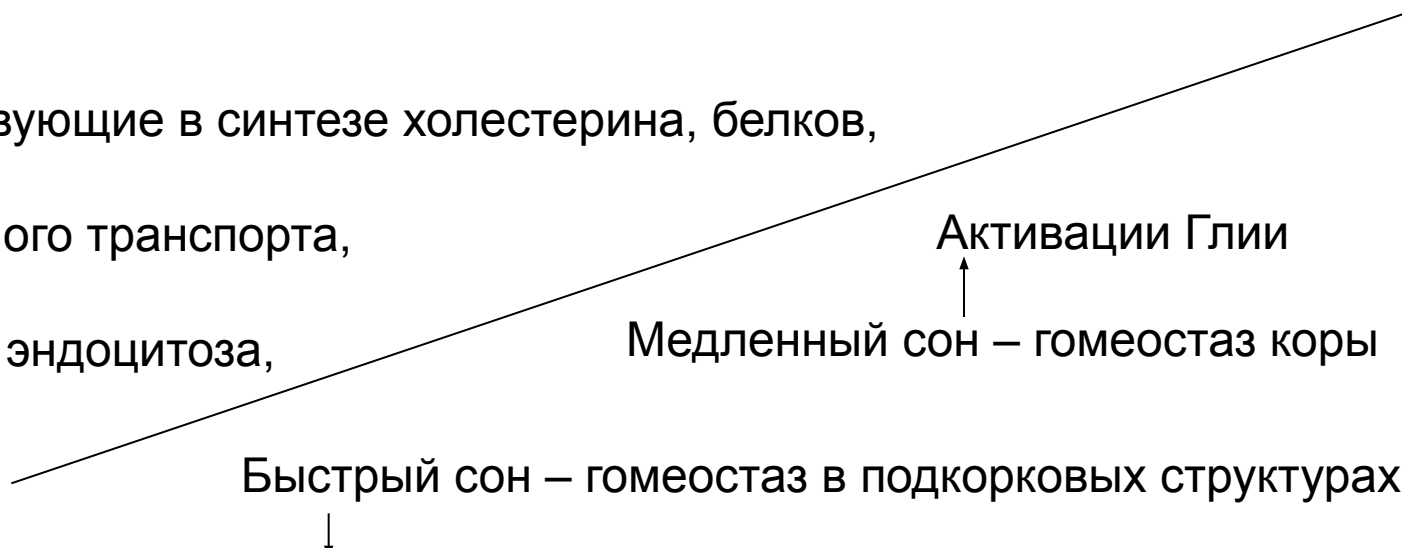 вующие в синтезе холестерина, белков,
ого транспорта,
Активации Глии
эндоцитоза,
Медленный сон – гомеостаз коры
Быстрый сон – гомеостаз в подкорковых структурах